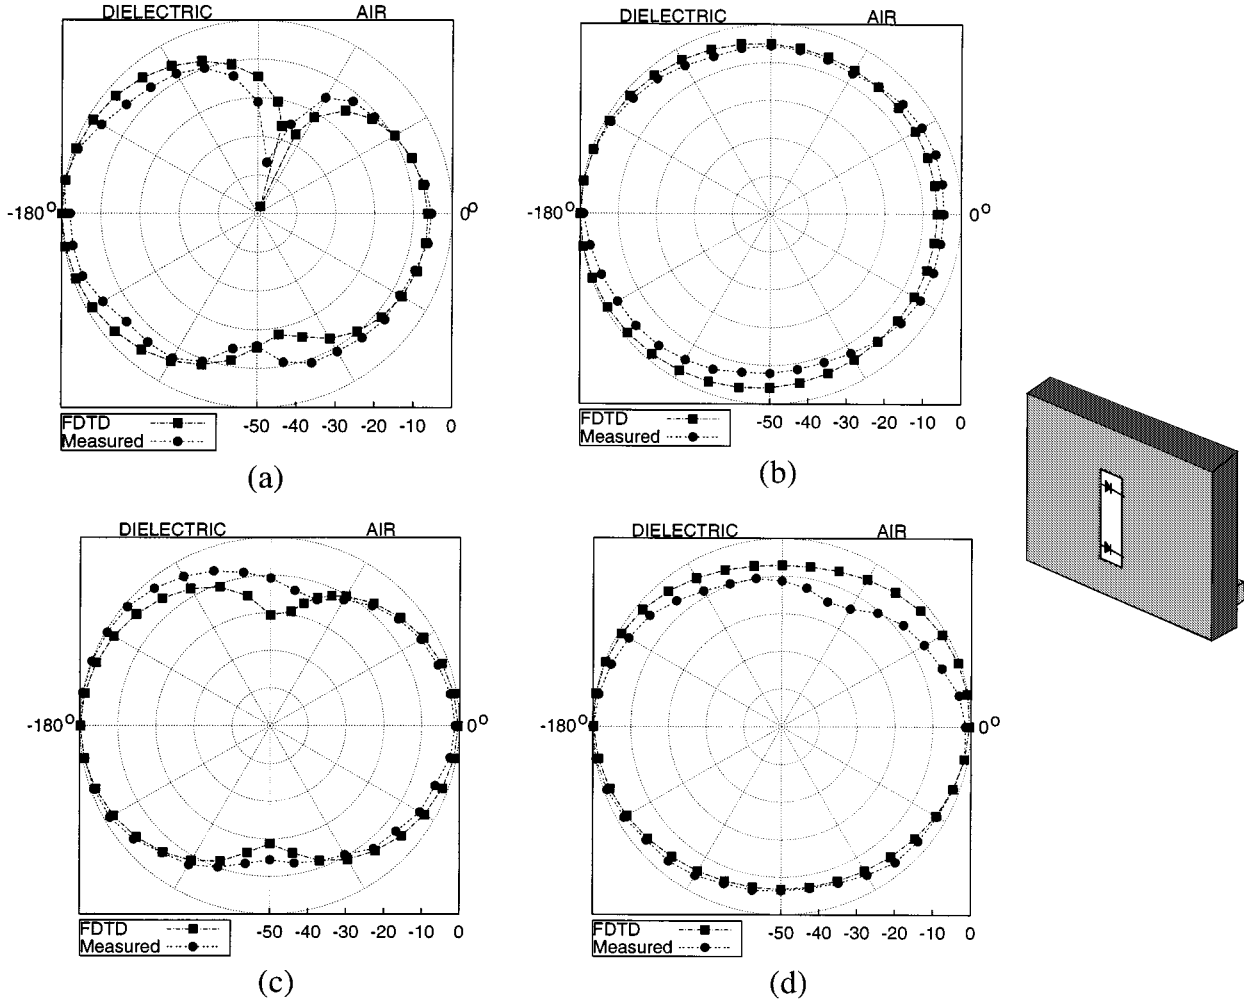 DIELECTRIC AIR
-180° 0°
FDTD
Measured
-50 -40 -30 -20 -10 0
(a)
DIELECTRIC AIR
-180° 0°
FDTD
Measured
-50 -40 -30 -20 -10 0
(b)
DIELECTRIC AIR
-180° 0°
FDTD
Measured
-50 -40 -30 -20 -10 0
(c)
DIELECTRIC AIR
-180° 0°
FDTD
Measured
-50 -40 -30 -20 -10 0
(d)